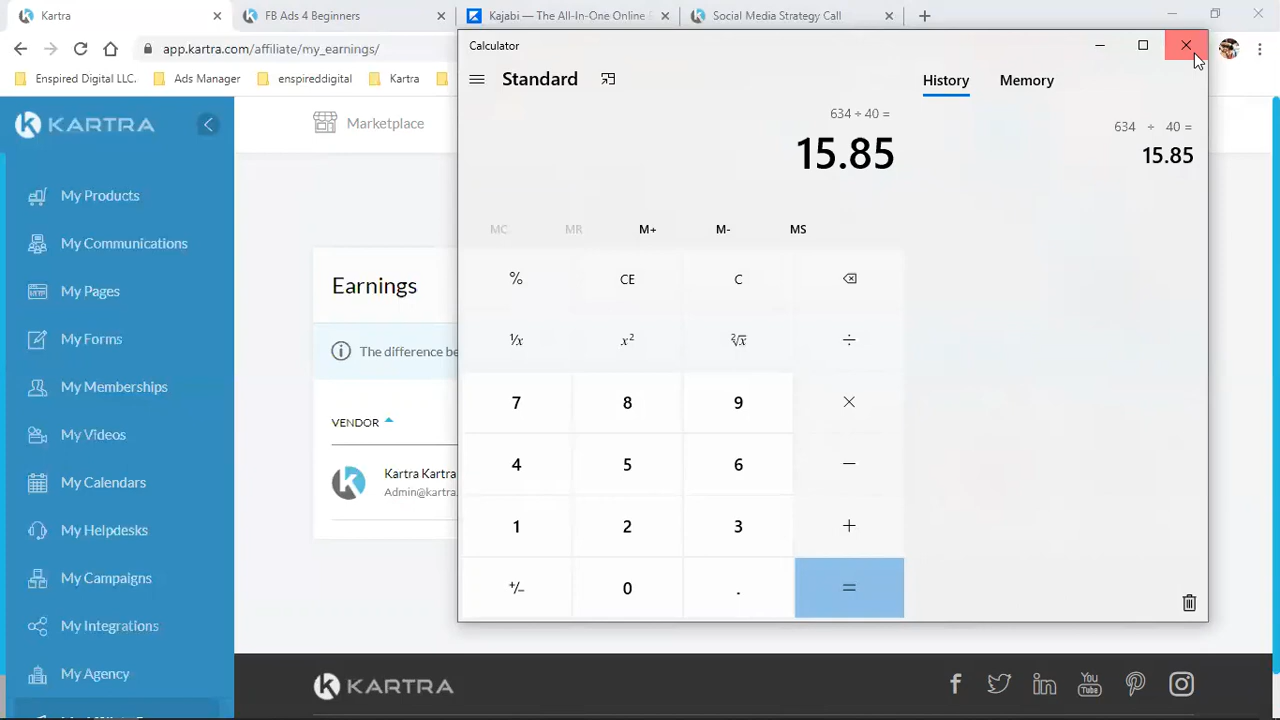 Kartra
FB Ads 4 Beginners
Kajabi — The All-In-One Online
Social Media Strategy Call
app.kartra.com/affiliate/my_earnings/
Enspired Digital LLC.
Ads Manager
enspireddigital
Kartra
Calculator
Standard
History
Memory
634 ÷ 40 =
15.85
634 ÷ 40 =
15.85
MC MR M+ M- MS
% CE C
⅟x x² ²√x ÷
7 8 9 ×
4 5 6 −
1 2 3 +
+/− 0 . =
KARTRA
Marketplace
My Products
My Communications
My Pages
My Forms
My Memberships
My Videos
My Calendars
My Helpdesks
My Campaigns
My Integrations
My Agency
Earnings
The difference be
VENDOR
Kartra Kartra
Admin@kartra.
KARTRA
You
Tube